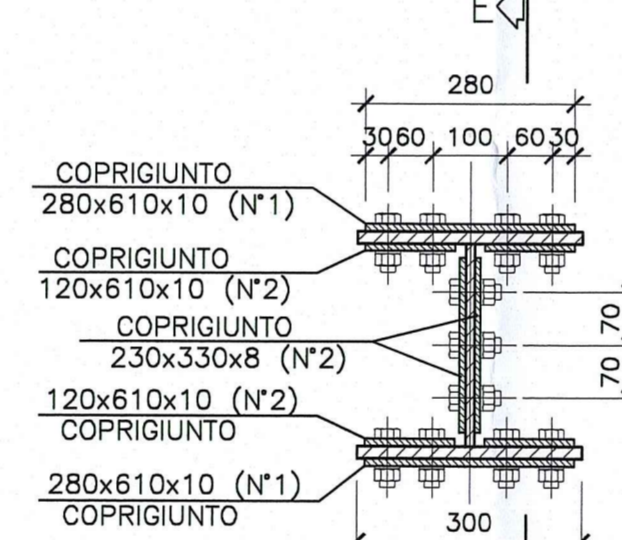 E
280
30 60 100 60 30
COPRIGIUNTO
280x610x10 (N°1)
COPRIGIUNTO
120x610x10 (N°2)
COPRIGIUNTO
230x330x8 (N°2)
70
70
120x610x10 (N°2)
COPRIGIUNTO
280x610x10 (N°1)
COPRIGIUNTO
300